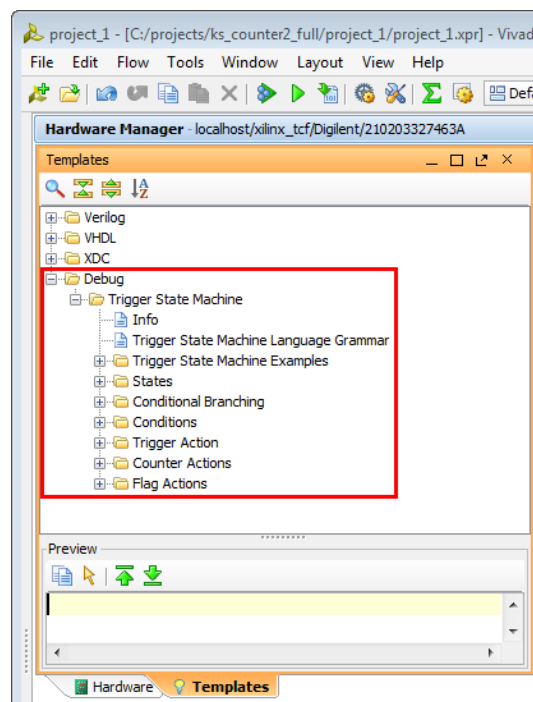 project_1 - [C:/projects/ks_counter2_full/project_1/project_1.xpr] - Vivad
File Edit Flow Tools Window Layout View Help
Def
Hardware Manager - localhost/xilinx_tcf/Digilent/210203327463A
Templates
Verilog
VHDL
XDC
Debug
Trigger State Machine
Info
Trigger State Machine Language Grammar
Trigger State Machine Examples
States
Conditional Branching
Conditions
Trigger Action
Counter Actions
Flag Actions
Preview
Hardware Templates